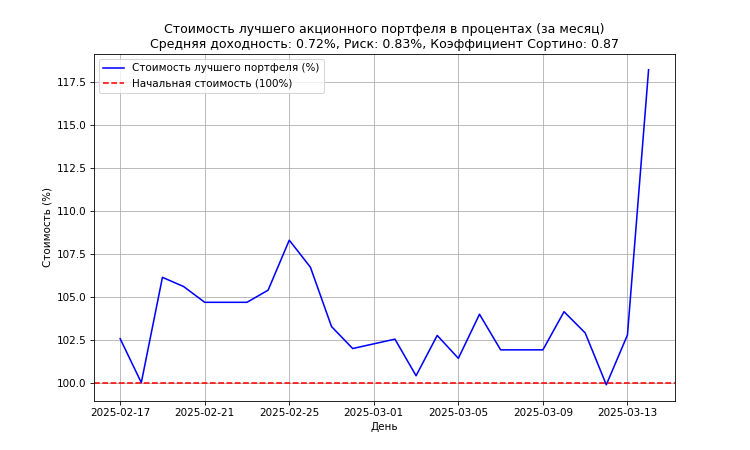 Стоимость лучшего акционного портфеля в процентах (за месяц)
Средняя доходность: 0.72%, Риск: 0.83%, Коэффициент Сортино: 0.87
Стоимость лучшего портфеля (%)
Начальная стоимость (100%)
Стоимость (%)
117.5
115.0
112.5
110.0
107.5
105.0
102.5
100.0
2025-02-17 2025-02-21 2025-02-25 2025-03-01 2025-03-05 2025-03-09 2025-03-13
День